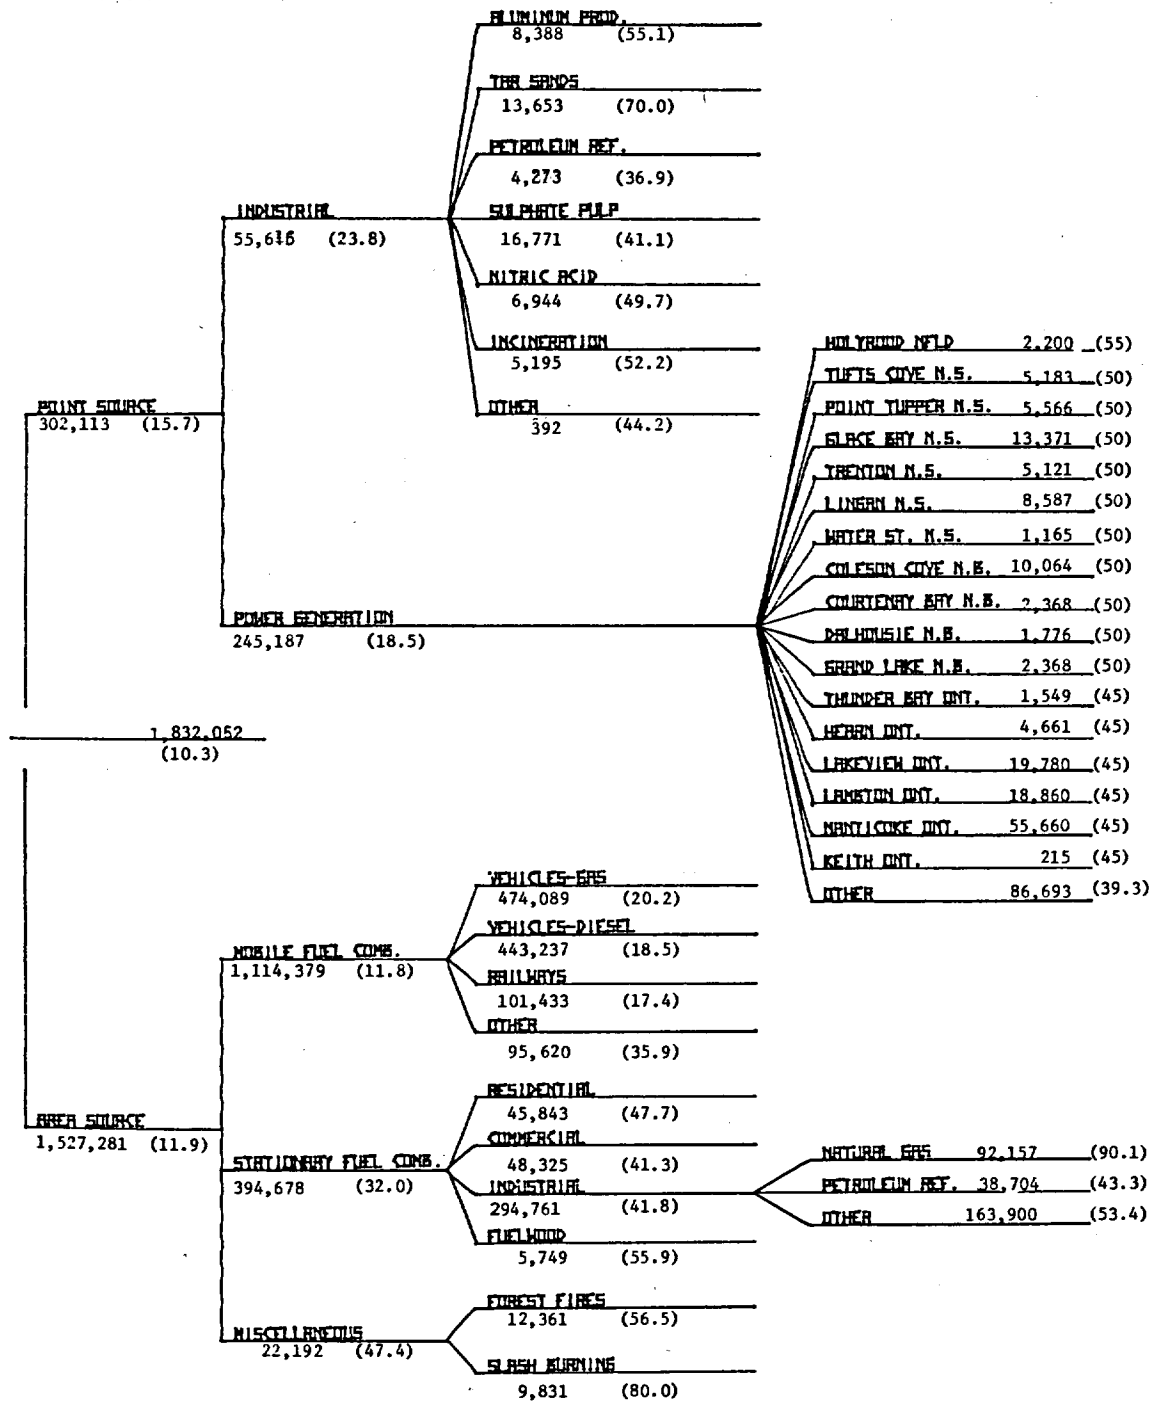 ALUMINUM PROD.
8,388 (55.1)
TAR SANDS
13,653 (70.0)
PETROLEUM REF.
4,273 (36.9)
INDUSTRIAL
55,616 (23.8)
SULPHATE PULP
16,771 (41.1)
NITRIC ACID
6,944 (49.7)
INCINERATION
5,195 (52.2)
OTHER
392 (44.2)
POINT SOURCE
302,113 (15.7)
HOLYROOD NFLD 2,200 (55)
TUFTS COVE N.S. 5,183 (50)
POINT TUPPER N.S. 5,566 (50)
GLACE BAY N.S. 13,371 (50)
TRENTON N.S. 5,121 (50)
LINGAN N.S. 8,587 (50)
WATER ST. N.S. 1,165 (50)
COLESON COVE N.B. 10,064 (50)
COURTENAY BAY N.B. 2,368 (50)
DALHOUSIE N.B. 1,776 (50)
GRAND LAKE N.B. 2,368 (50)
THUNDER BAY ONT. 1,549 (45)
HEARN ONT. 4,661 (45)
LAKEVIEW ONT. 19,780 (45)
LAMBTON ONT. 18,860 (45)
NANTICOKE ONT. 55,660 (45)
KEITH ONT. 215 (45)
OTHER 86,693 (39.3)
POWER GENERATION
245,187 (18.5)
1,832,052
(10.3)
VEHICLES-GAS
474,089 (20.2)
VEHICLES-DIESEL
443,237 (18.5)
MOBILE FUEL COMB.
1,114,379 (11.8)
RAILWAYS
101,433 (17.4)
OTHER
95,620 (35.9)
RESIDENTIAL
45,843 (47.7)
AREA SOURCE
1,527,281 (11.9)
COMMERCIAL
48,325 (41.3)
STATIONARY FUEL COMB.
394,678 (32.0)
INDUSTRIAL
294,761 (41.8)
NATURAL GAS 92,157 (90.1)
PETROLEUM REF. 38,704 (43.3)
OTHER 163,900 (53.4)
FUELWOOD
5,749 (55.9)
FOREST FIRES
12,361 (56.5)
MISCELLANEOUS
22,192 (47.4)
SLASH BURNING
9,831 (80.0)